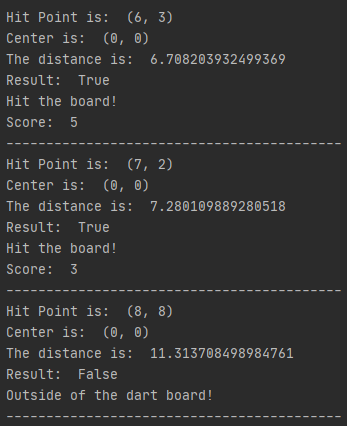 Hit Point is:  (6, 3)
Center is:  (0, 0)
The distance is:  6.708203932499369
Result:  True
Hit the board!
Score:  5
------------------------------------------
Hit Point is:  (7, 2)
Center is:  (0, 0)
The distance is:  7.280109889280518
Result:  True
Hit the board!
Score:  3
------------------------------------------
Hit Point is:  (8, 8)
Center is:  (0, 0)
The distance is:  11.313708498984761
Result:  False
Outside of the dart board!
------------------------------------------